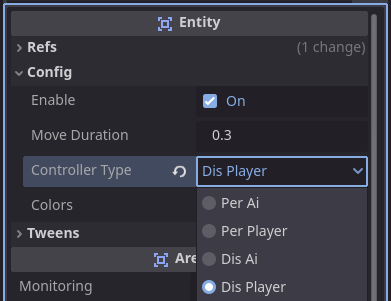 Entity
Refs (1 change)
Config
Enable On
Move Duration 0.3
Controller Type Dis Player
Colors Per Ai
Per Player
Tweens Dis Ai
Are
Monitoring Dis Player